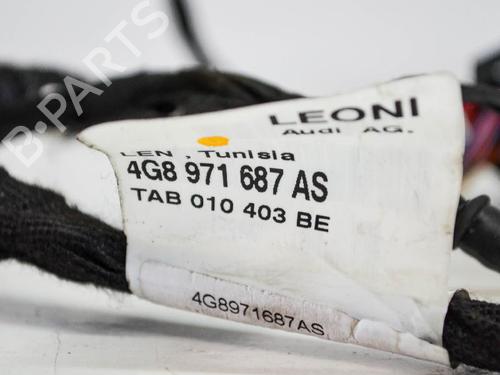 LEONI
Audi AG.
LEN , Tunisia
4G8 971 687 AS
TAB 010 403 BE
4G8971687AS
B-PARTS